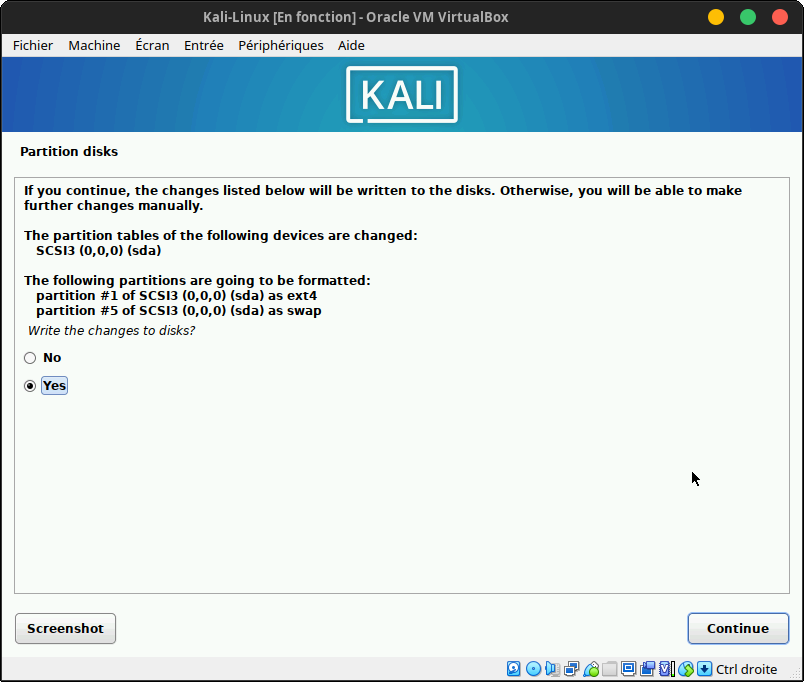 Kali-Linux [En fonction] - Oracle VM VirtualBox
Fichier Machine Écran Entrée Périphériques Aide
KALI
Partition disks
If you continue, the changes listed below will be written to the disks. Otherwise, you will be able to make
further changes manually.
The partition tables of the following devices are changed:
SCSI3 (0,0,0) (sda)
The following partitions are going to be formatted:
partition #1 of SCSI3 (0,0,0) (sda) as ext4
partition #5 of SCSI3 (0,0,0) (sda) as swap
Write the changes to disks?
No
Yes
Screenshot Continue
Ctrl droite